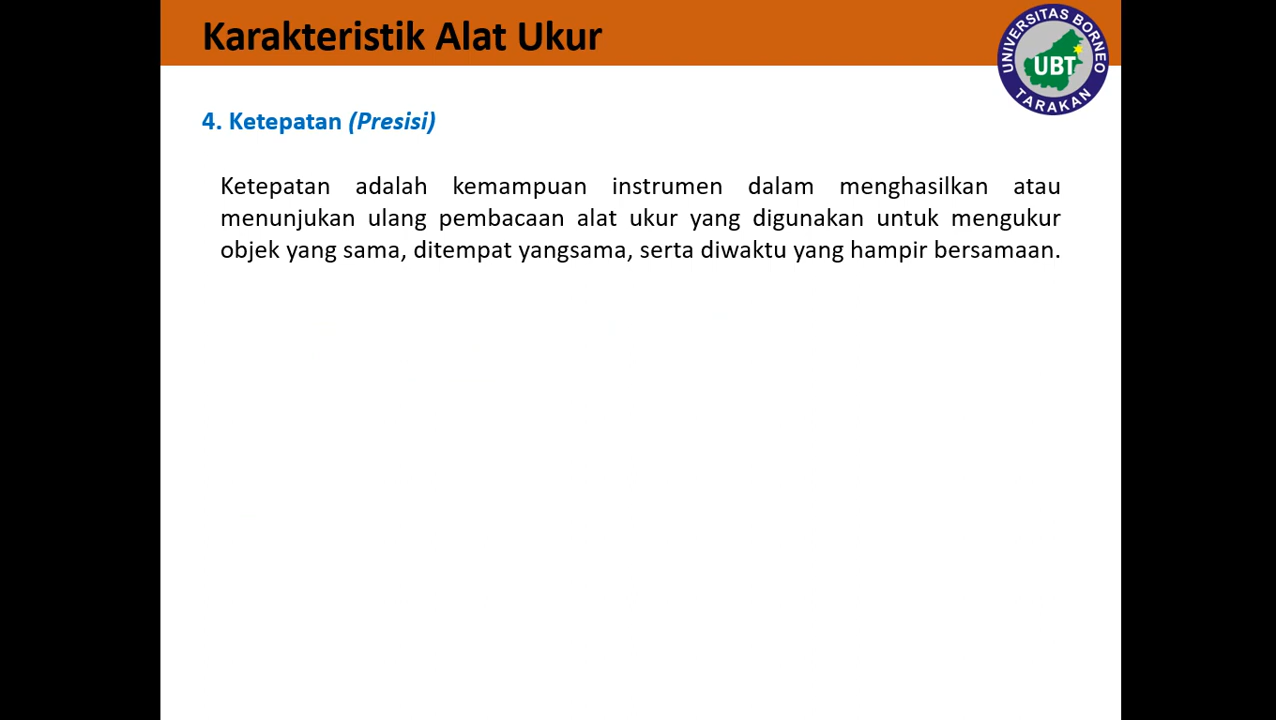 Karakteristik Alat Ukur
UNIVERSITAS BORNEO
UBT
TARAKAN
4. Ketepatan (Presisi)
Ketepatan adalah kemampuan instrumen dalam menghasilkan atau
menunjukan ulang pembacaan alat ukur yang digunakan untuk mengukur
objek yang sama, ditempat yangsama, serta diwaktu yang hampir bersamaan.